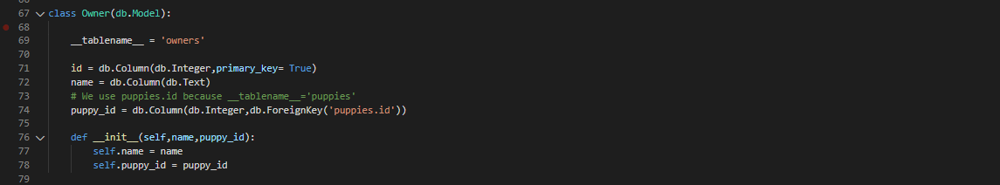 67 class Owner(db.Model):
68
69 __tablename__ = 'owners'
70
71 id = db.Column(db.Integer,primary_key= True)
72 name = db.Column(db.Text)
73 # We use puppies.id because __tablename__='puppies'
74 puppy_id = db.Column(db.Integer,db.ForeignKey('puppies.id'))
75
76 def __init__(self,name,puppy_id):
77 self.name = name
78 self.puppy_id = puppy_id
79